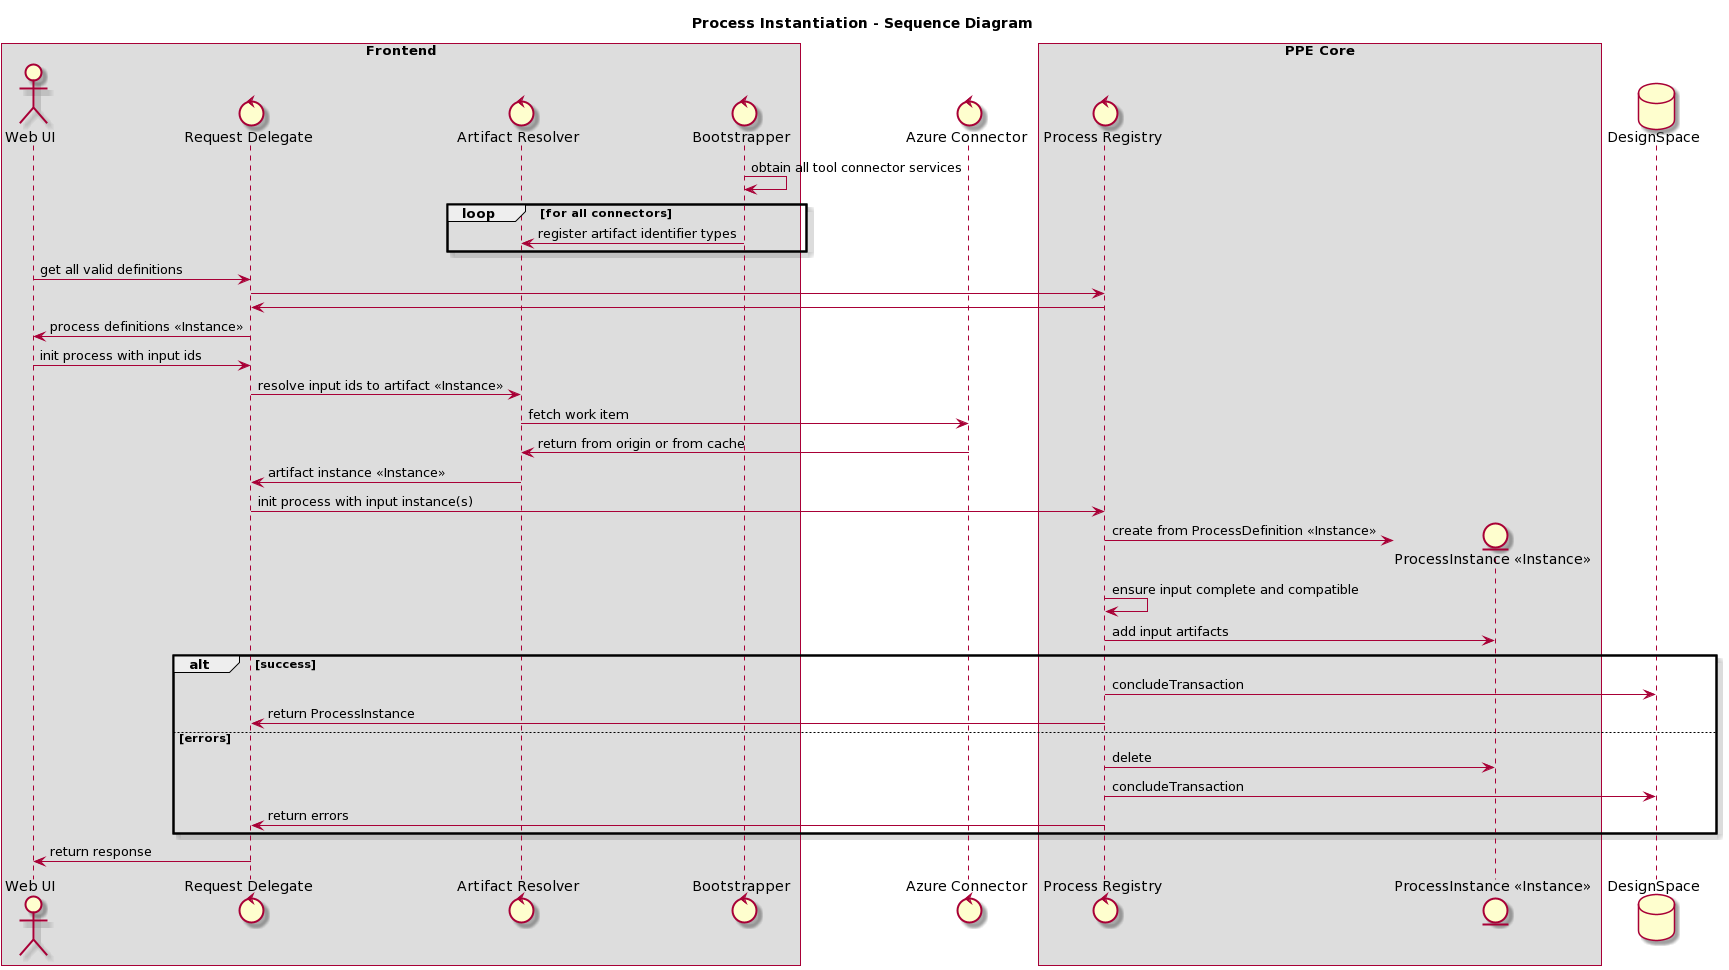 Process Instantiation - Sequence Diagram
Frontend
PPE Core
Web UI
Request Delegate
Artifact Resolver
Bootstrapper
Azure Connector
Process Registry
DesignSpace
obtain all tool connector services
loop
[for all connectors]
register artifact identifier types
get all valid definitions
process definitions «Instance»
init process with input ids
resolve input ids to artifact «Instance»
fetch work item
return from origin or from cache
artifact instance «Instance»
init process with input instance(s)
create from ProcessDefinition «Instance»
ProcessInstance «Instance»
ensure input complete and compatible
add input artifacts
alt
[success]
concludeTransaction
return ProcessInstance
[errors]
delete
concludeTransaction
return errors
return response
Web UI
Request Delegate
Artifact Resolver
Bootstrapper
Azure Connector
Process Registry
ProcessInstance «Instance»
DesignSpace